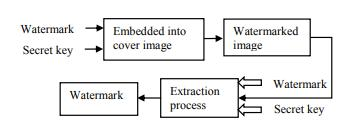 Watermark
Secret key
Embedded into
cover image
Watermarked
image
Watermark
Extraction
process
Watermark
Secret key